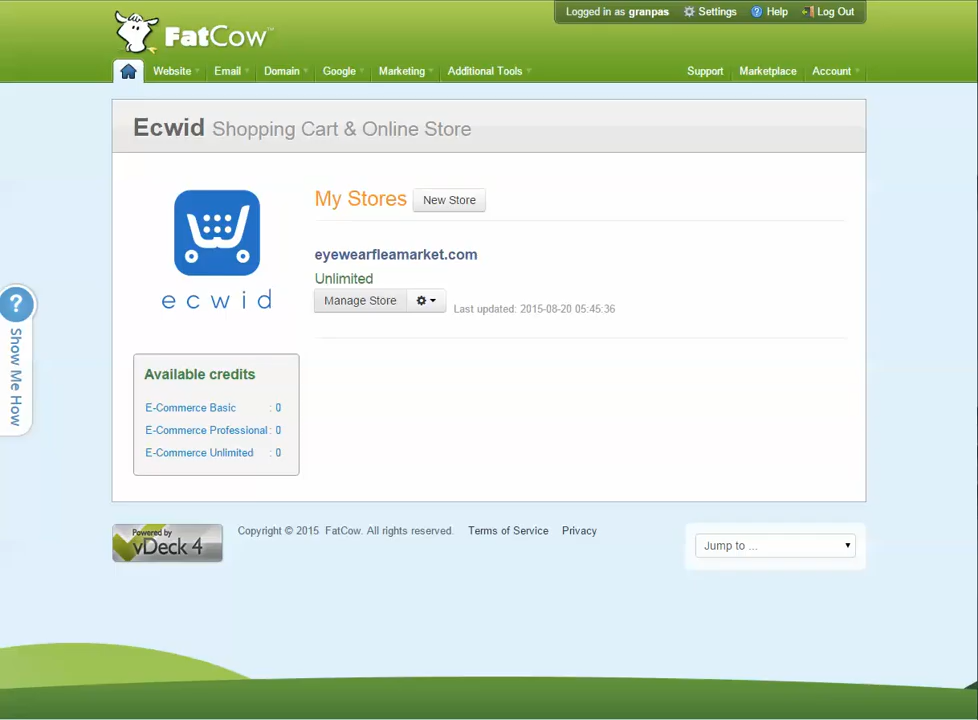 Logged in as granpas Settings Help Log Out
FatCow™
Website Email Domain Google Marketing Additional Tools Support Marketplace Account
Ecwid Shopping Cart & Online Store
My Stores New Store
ecwid
eyewearfleamarket.com
Unlimited
Manage Store Last updated: 2015-08-20 05:45:36
? Show Me How
Available credits
E-Commerce Basic : 0
E-Commerce Professional : 0
E-Commerce Unlimited : 0
Powered by
vDeck 4
Copyright © 2015 FatCow. All rights reserved. Terms of Service Privacy
Jump to ...